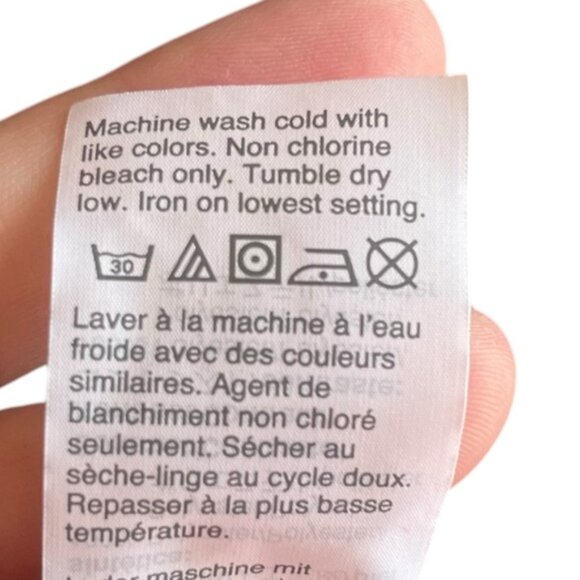 Machine wash cold with
like colors. Non chlorine
bleach only. Tumble dry
low. Iron on lowest setting.
30
Laver à la machine à l'eau
froide avec des couleurs
similaires. Agent de
blanchiment non chloré
seulement. Sécher au
sèche-linge au cycle doux.
Repasser à la plus basse
température.
maschine mit